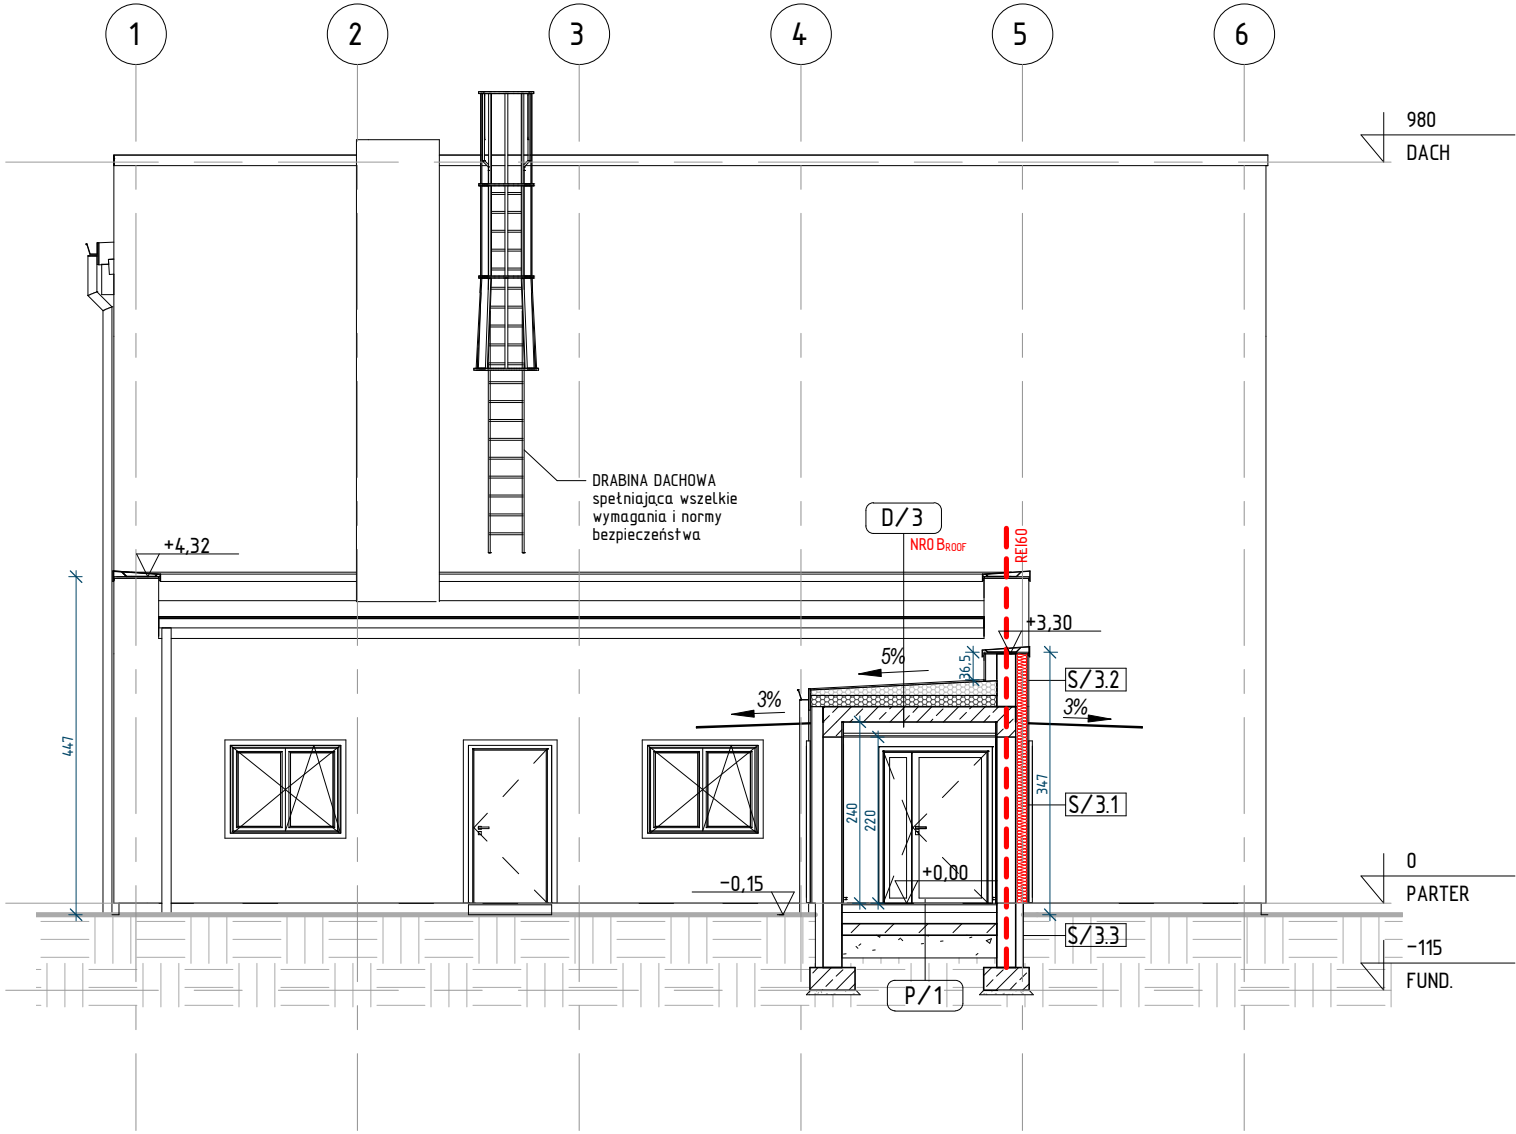 1
2
3
4
5
6
980
DACH
DRABINA DACHOWA
spełniająca wszelkie
wymagania i normy
bezpieczeństwa
D/3
NRO BROOF
REI60
+4,32
+3,30
5%
36,5
S/3.2
3%
3%
447
240
220
347
S/3.1
+0,00
-0,15
0
PARTER
S/3.3
-115
FUND.
P/1